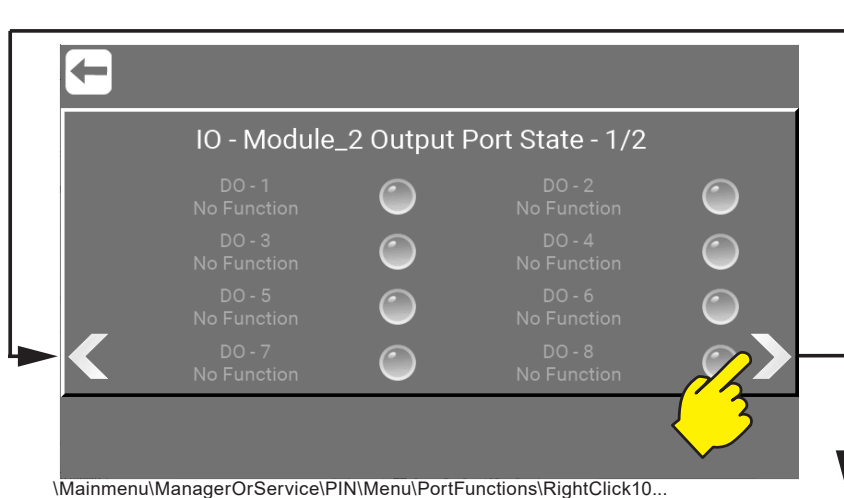 IO - Module_2 Output Port State - 1/2
DO - 1
No Function
DO - 2
No Function
DO - 3
No Function
DO - 4
No Function
DO - 5
No Function
DO - 6
No Function
DO - 7
No Function
DO - 8
No Function
\Mainmenu\ManagerOrService\PIN\Menu\PortFunctions\RightClick10...